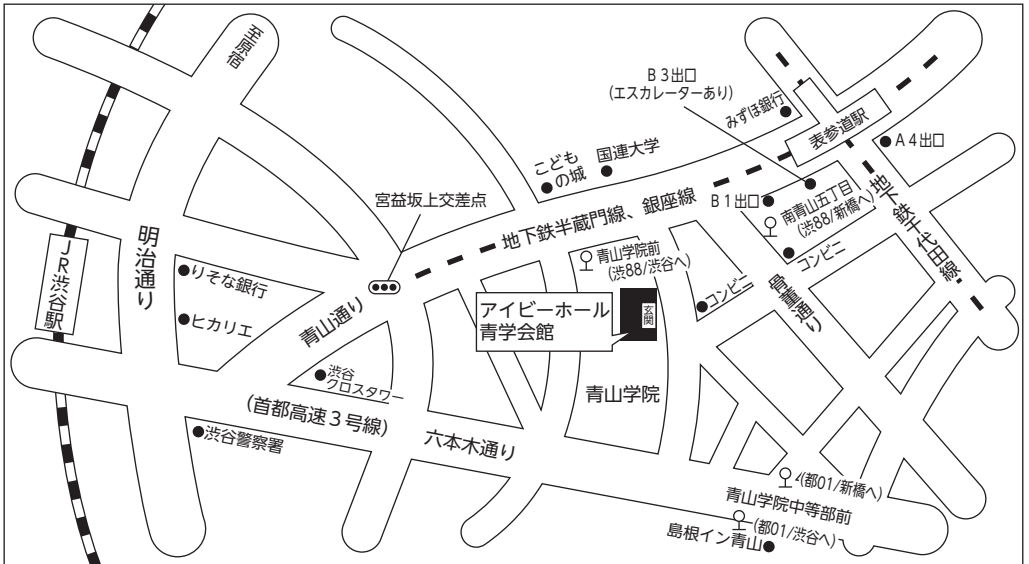 至原宿
B3出口
(エスカレーターあり)
みずほ銀行
表参道駅
A4出口
こども
の城
国連大学
宮益坂上交差点
B1出口
南青山五丁目
(渋88/新橋へ)
地下鉄千代田線
地下鉄半蔵門線、銀座線
明治通り
JR渋谷駅
りそな銀行
ヒカリエ
青山通り
青山学院前
(渋88/渋谷へ)
コンビニ
コンビニ
骨董通り
アイビーホール
青学会館
玄関
渋谷
クロスタワー
青山学院
(首都高速3号線)
六本木通り
渋谷警察署
(都01/新橋へ)
青山学院中等部前
(都01/渋谷へ)
島根イン青山